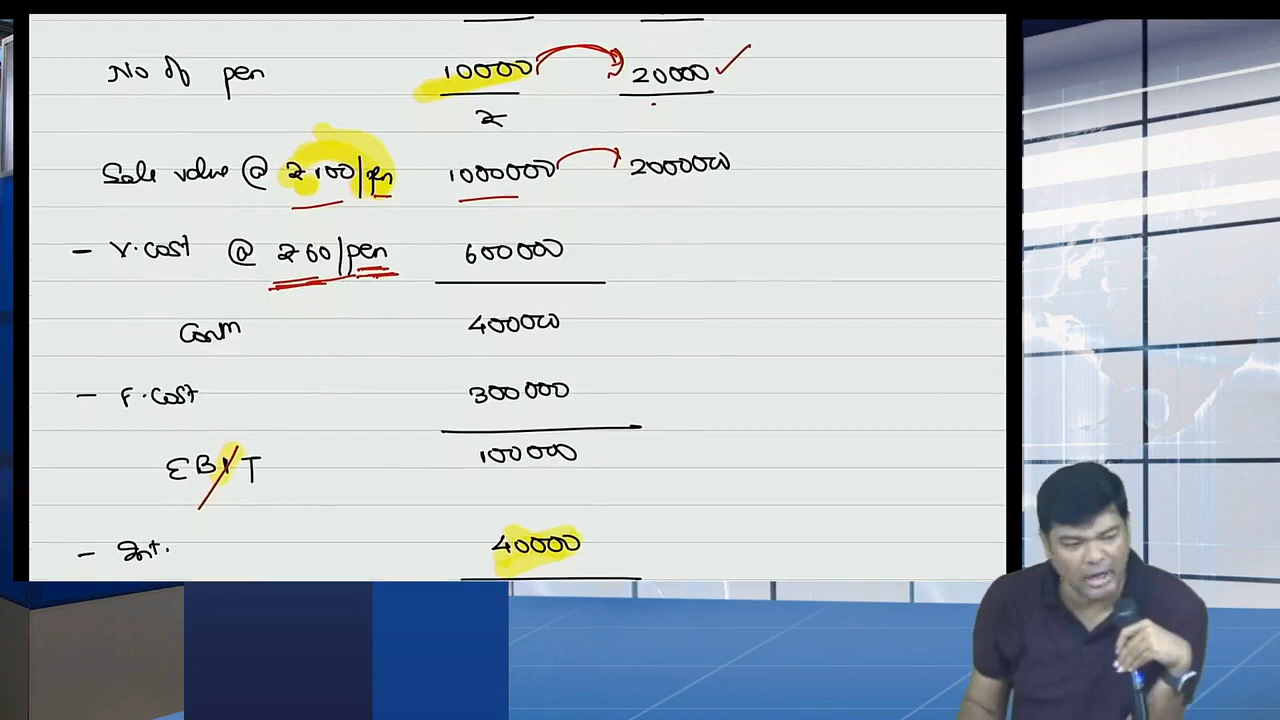 No of pen 10000 20000
₹
Sale value @ ₹100/pen 1000000 2000000
- V.cost @ ₹60/pen 600000
Conm 400000
- F.cost 300000
EBIT 100000
- Int. 40000